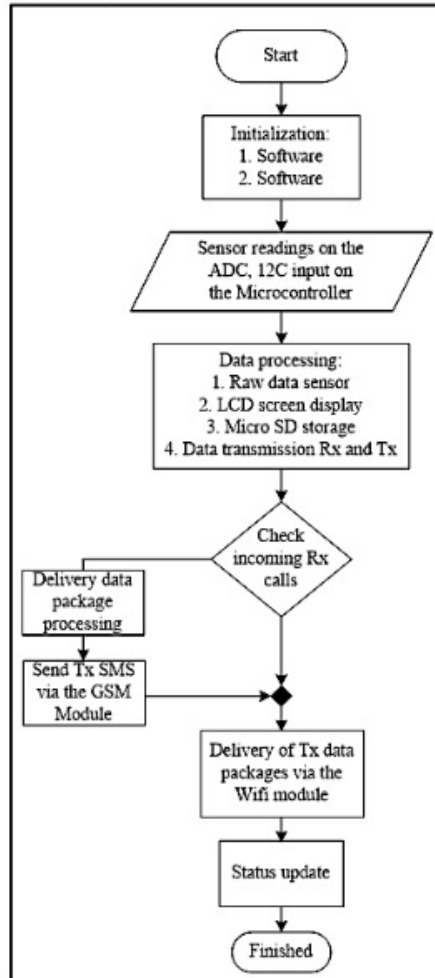 Start
Initialization:
1. Software
2. Software
Sensor readings on the
ADC, 12C input on
the Microcontroller
Data processing:
1. Raw data sensor
2. LCD screen display
3. Micro SD storage
4. Data transmission Rx and Tx
Check
incoming Rx
calls
Delivery data
package
processing
Send Tx SMS
via the GSM
Module
Delivery of Tx data
packages via the
Wifi module
Status update
Finished